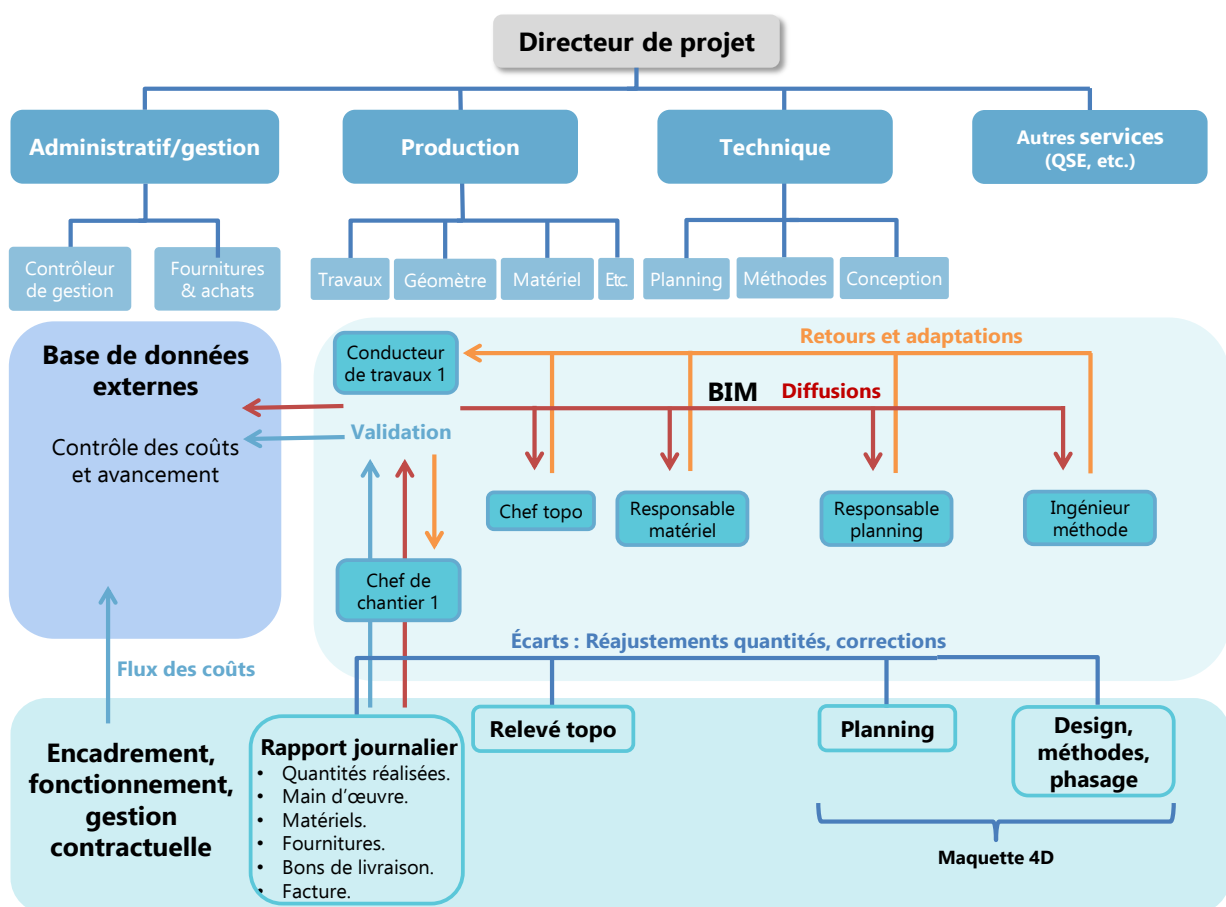 Directeur de projet
Administratif/gestion
Production
Technique
Autres services
(QSE, etc.)
Contrôleur
de gestion
Fournitures
& achats
Travaux
Géomètre
Matériel
Etc.
Planning
Méthodes
Conception
Base de données
externes
Contrôle des coûts
et avancement
Conducteur
de travaux 1
Retours et adaptations
BIM
Diffusions
Validation
Chef topo
Responsable
matériel
Responsable
planning
Ingénieur
méthode
Chef de
chantier 1
Écarts : Réajustements quantités, corrections
Flux des coûts
Encadrement,
fonctionnement,
gestion
contractuelle
Rapport journalier
• Quantités réalisées.
• Main d'œuvre.
• Matériels.
• Fournitures.
• Bons de livraison.
• Facture.
Relevé topo
Planning
Design,
méthodes,
phasage
Maquette 4D